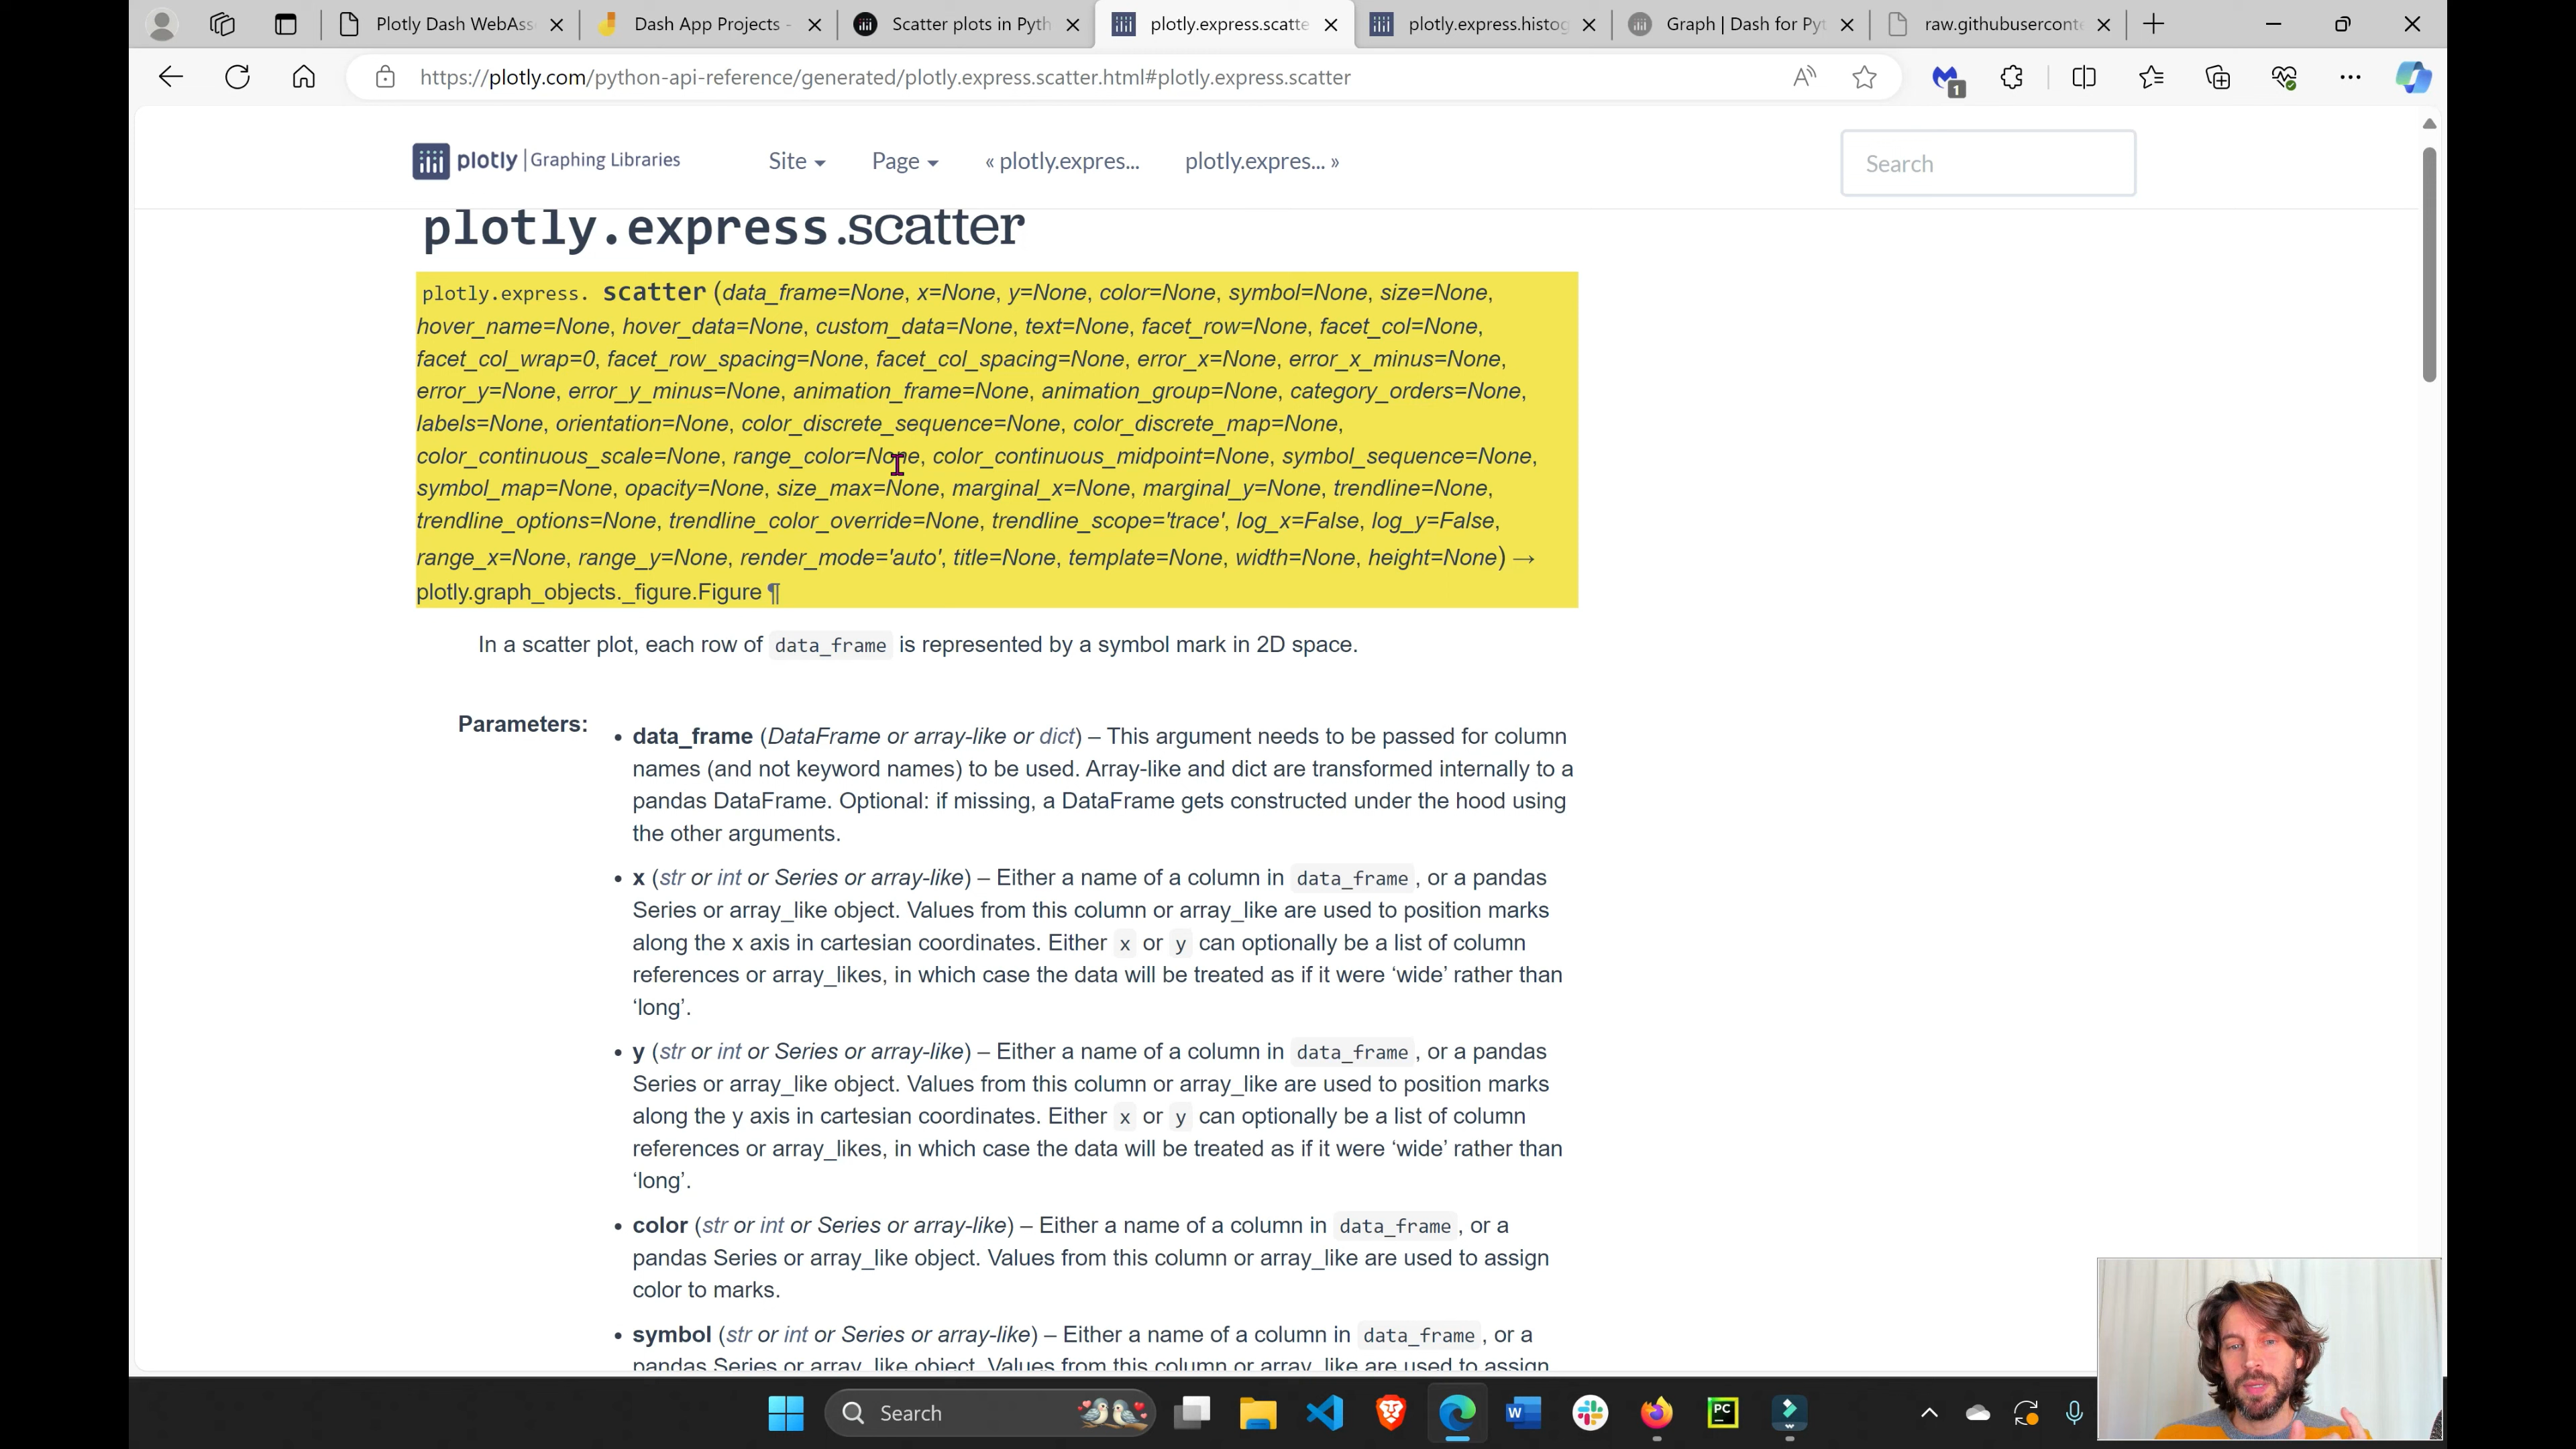 Plotly Dash WebAss
Dash App Projects -
Scatter plots in Pyth
plotly.express.scatte
plotly.express.histog
Graph | Dash for Pyt
raw.githubuserconte
https://plotly.com/python-api-reference/generated/plotly.express.scatter.html#plotly.express.scatter
1
plotly | Graphing Libraries
Site
Page
« plotly.expres...
plotly.expres... »
Search
plotly.express.scatter
plotly.express. scatter (data_frame=None, x=None, y=None, color=None, symbol=None, size=None,
hover_name=None, hover_data=None, custom_data=None, text=None, facet_row=None, facet_col=None,
facet_col_wrap=0, facet_row_spacing=None, facet_col_spacing=None, error_x=None, error_x_minus=None,
error_y=None, error_y_minus=None, animation_frame=None, animation_group=None, category_orders=None,
labels=None, orientation=None, color_discrete_sequence=None, color_discrete_map=None,
color_continuous_scale=None, range_color=None, color_continuous_midpoint=None, symbol_sequence=None,
symbol_map=None, opacity=None, size_max=None, marginal_x=None, marginal_y=None, trendline=None,
trendline_options=None, trendline_color_override=None, trendline_scope='trace', log_x=False, log_y=False,
range_x=None, range_y=None, render_mode='auto', title=None, template=None, width=None, height=None) →
plotly.graph_objects._figure.Figure ¶
In a scatter plot, each row of data_frame is represented by a symbol mark in 2D space.
Parameters:
• data_frame (DataFrame or array-like or dict) – This argument needs to be passed for column
names (and not keyword names) to be used. Array-like and dict are transformed internally to a
pandas DataFrame. Optional: if missing, a DataFrame gets constructed under the hood using
the other arguments.
• x (str or int or Series or array-like) – Either a name of a column in data_frame , or a pandas
Series or array_like object. Values from this column or array_like are used to position marks
along the x axis in cartesian coordinates. Either x or y can optionally be a list of column
references or array_likes, in which case the data will be treated as if it were ‘wide’ rather than
‘long’.
• y (str or int or Series or array-like) – Either a name of a column in data_frame , or a pandas
Series or array_like object. Values from this column or array_like are used to position marks
along the y axis in cartesian coordinates. Either x or y can optionally be a list of column
references or array_likes, in which case the data will be treated as if it were ‘wide’ rather than
‘long’.
• color (str or int or Series or array-like) – Either a name of a column in data_frame , or a
pandas Series or array_like object. Values from this column or array_like are used to assign
color to marks.
• symbol (str or int or Series or array-like) – Either a name of a column in data_frame , or a
pandas Series or array_like object. Values from this column or array_like are used to assign
Search
PC